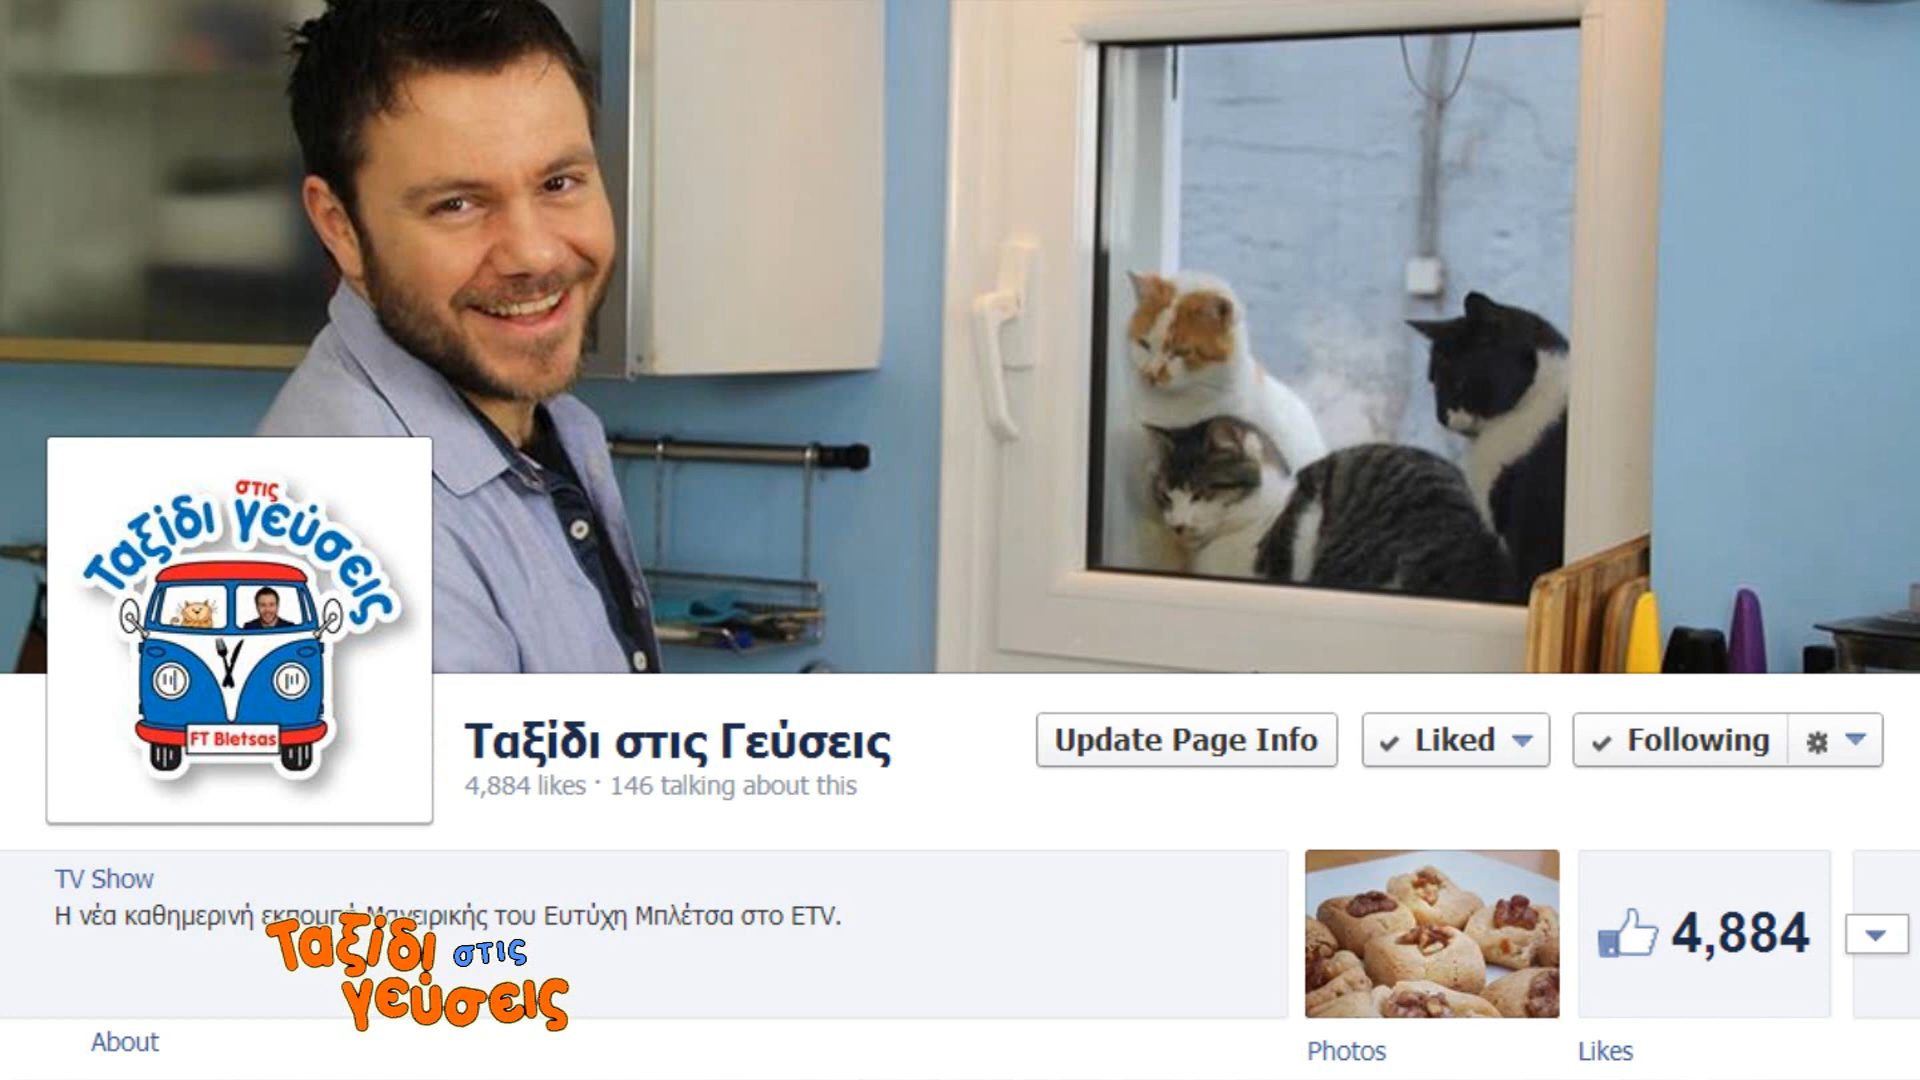 Ταξίδι στις γεύσεις
FT Bletsas
Ταξίδι στις Γεύσεις
4,884 likes · 146 talking about this
Update Page Info
Liked
Following
TV Show
Η νέα καθημερινή εκπομπή Μαγειρικής του Ευτύχη Μπλέτσα στο ETV.
Ταξίδι στις
γεύσεις
4,884
About
Photos
Likes